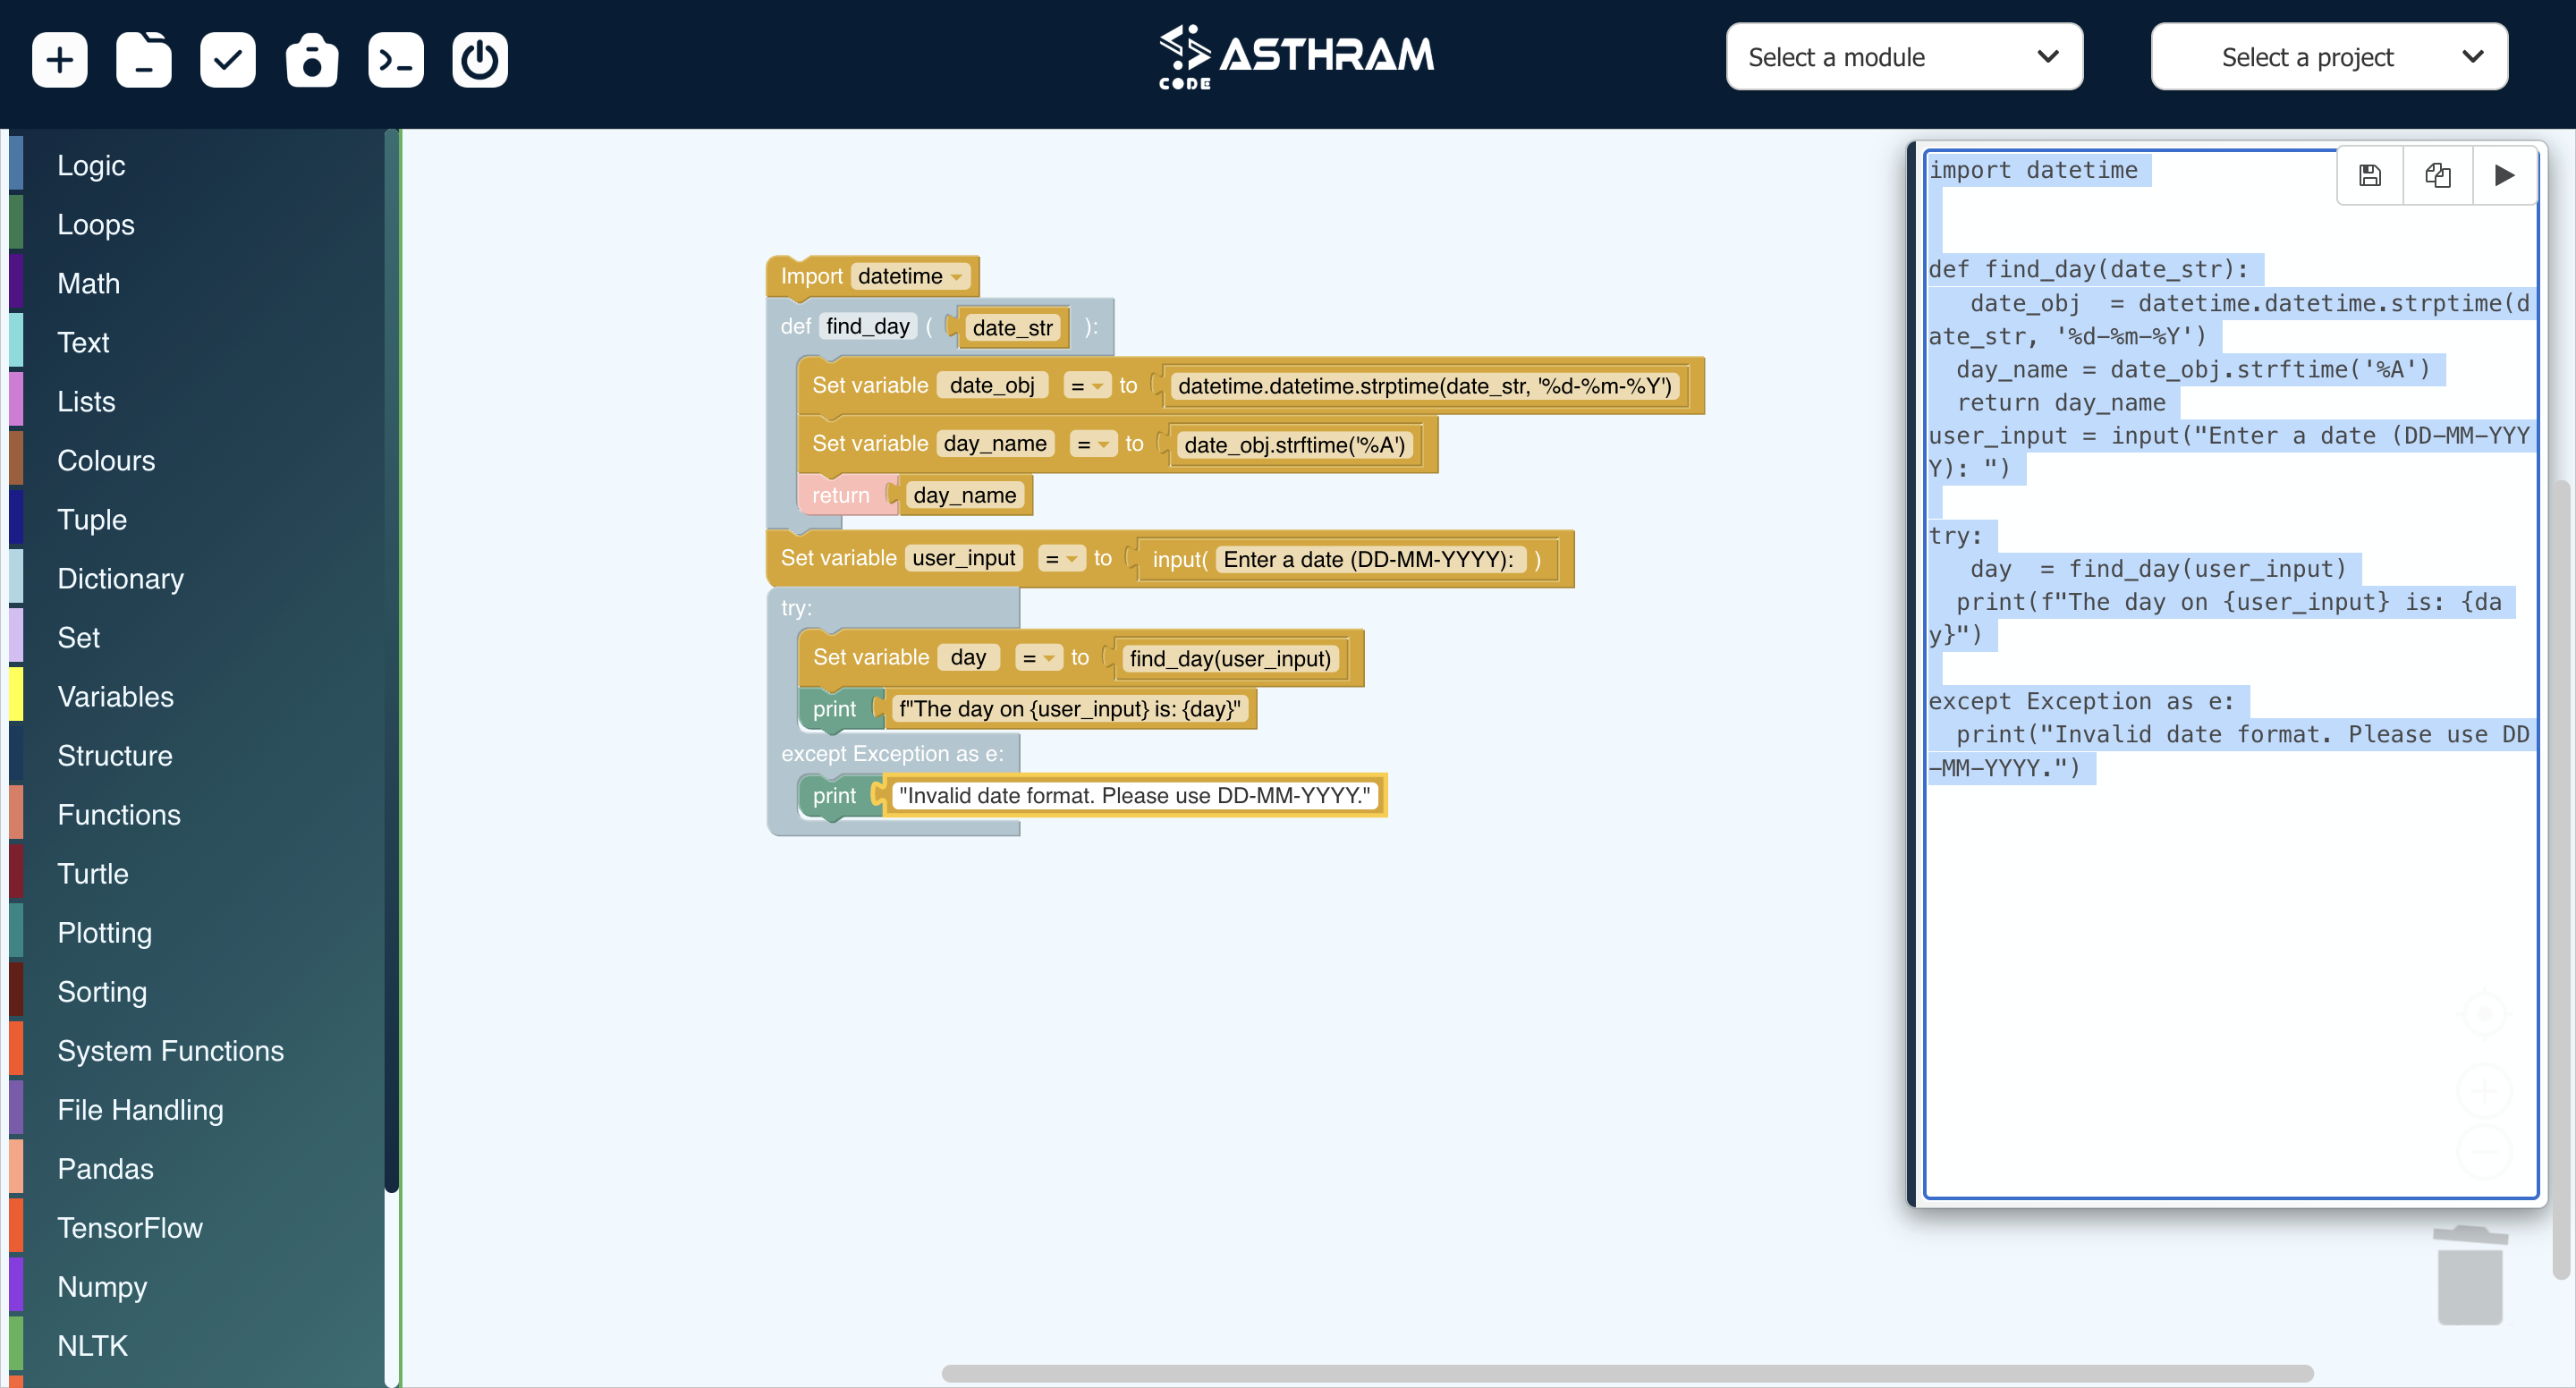 ASTHRAM
CODE
Select a module
Select a project
Logic
Loops
Math
Text
Lists
Colours
Tuple
Dictionary
Set
Variables
Structure
Functions
Turtle
Plotting
Sorting
System Functions
File Handling
Pandas
TensorFlow
Numpy
NLTK
Import datetime
def find_day ( date_str ):
Set variable date_obj = to datetime.datetime.strptime(date_str, '%d-%m-%Y')
Set variable day_name = to date_obj.strftime('%A')
return day_name
Set variable user_input = to input( Enter a date (DD-MM-YYYY): )
try:
Set variable day = to find_day(user_input)
print f"The day on {user_input} is: {day}"
except Exception as e:
print "Invalid date format. Please use DD-MM-YYYY."
import datetime
def find_day(date_str):
date_obj  = datetime.datetime.strptime(d
ate_str, '%d-%m-%Y')
day_name = date_obj.strftime('%A')
return day_name
user_input = input("Enter a date (DD-MM-YYY
Y): ")
try:
day  = find_day(user_input)
print(f"The day on {user_input} is: {da
y}")
except Exception as e:
print("Invalid date format. Please use DD
-MM-YYYY.")